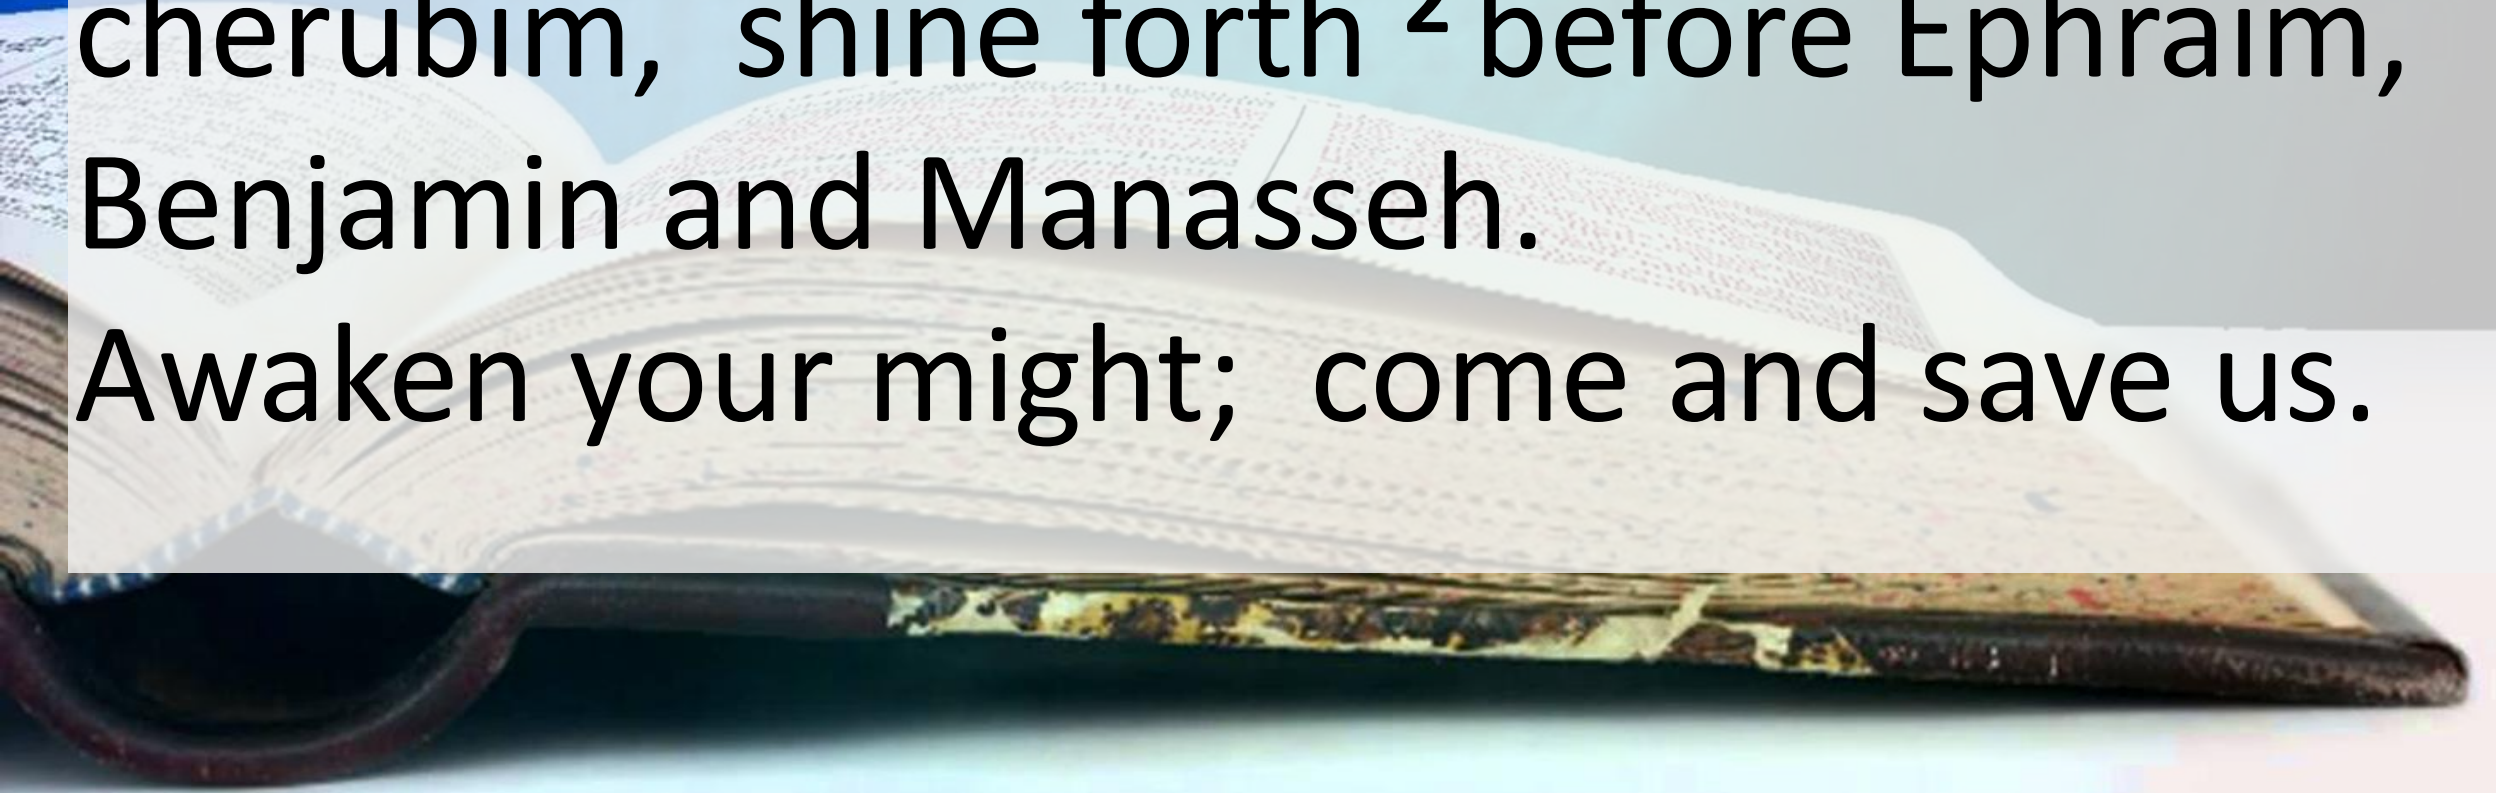 cherubim,  shine forth ² before Ephraim,
Benjamin and Manasseh.
Awaken your might;  come and save us.